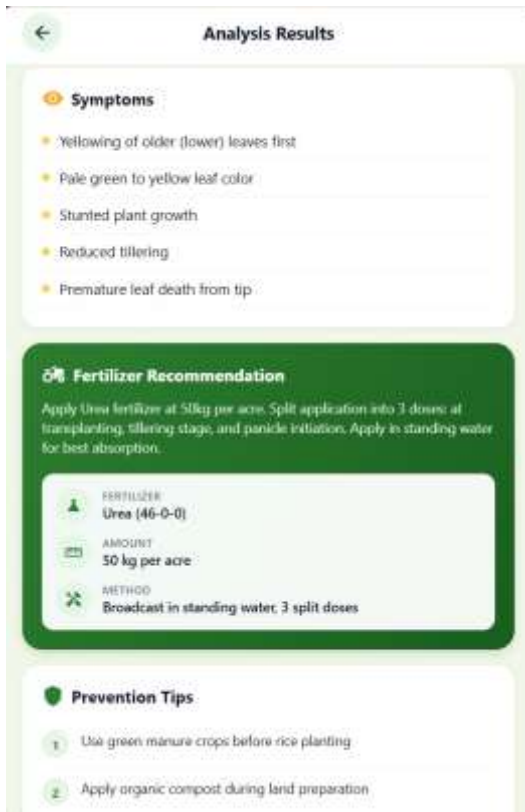 Analysis Results
Symptoms
Yellowing of older (lower) leaves first
Pale green to yellow leaf color
Stunted plant growth
Reduced tillering
Premature leaf death from tip
Fertilizer Recommendation
Apply Urea fertilizer at 50kg per acre. Split application into 3 doses: at
transplanting, tillering stage, and panicle initiation. Apply in standing water
for best absorption.
FERTILIZER
Urea (46-0-0)
AMOUNT
50 kg per acre
METHOD
Broadcast in standing water, 3 split doses
Prevention Tips
1 Use green manure crops before rice planting
2 Apply organic compost during land preparation